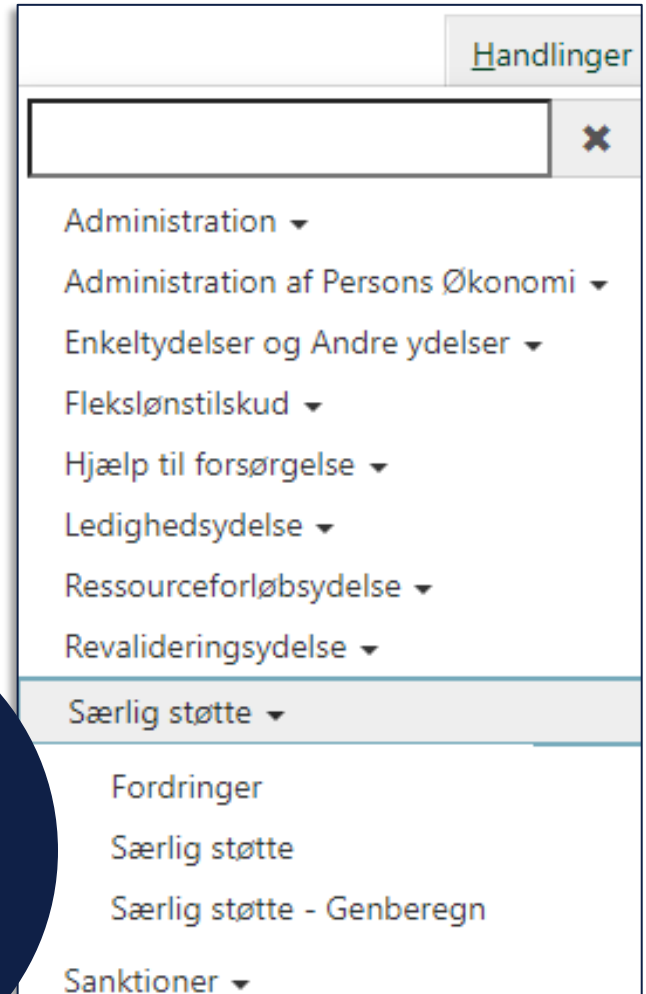 Handlinger
Administration
Administration af Persons Økonomi
Enkeltydelser og Andre ydelser
Flekslønstilskud
Hjælp til forsørgelse
Ledighedsydelse
Ressourceforløbsydelse
Revalideringsydelse
Særlig støtte
Fordringer
Særlig støtte
Særlig støtte - Genberegn
Sanktioner